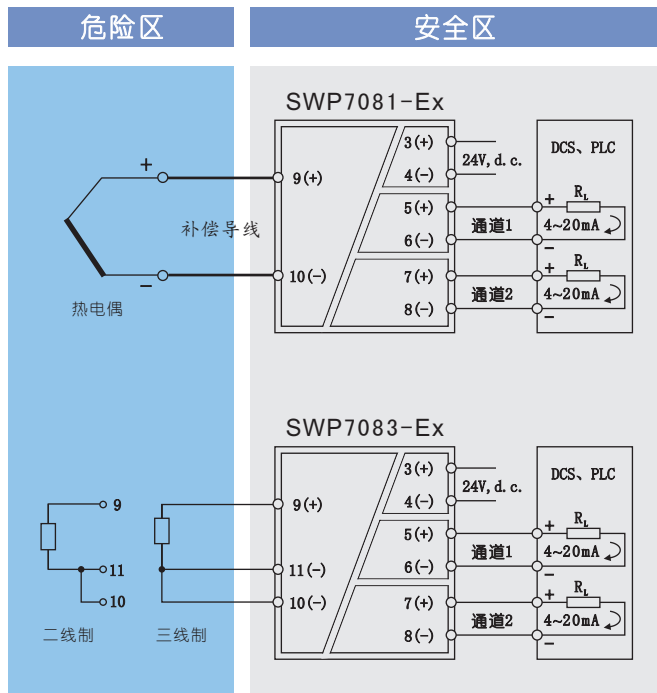 危险区 安全区
SWP7081-Ex
3(+)
24V,d.c.
4(-)
DCS、PLC
+
9(+)
补偿导线
-
10(-)
热电偶
5(+)
通道1
6(-)
+
RL
4~20mA
-
7(+)
通道2
8(-)
+
RL
4~20mA
-
SWP7083-Ex
3(+)
24V,d.c.
4(-)
DCS、PLC
9
11
10
二线制
三线制
9(+)
11(-)
10(-)
5(+)
通道1
6(-)
+
RL
4~20mA
-
7(+)
通道2
8(-)
+
RL
4~20mA
-